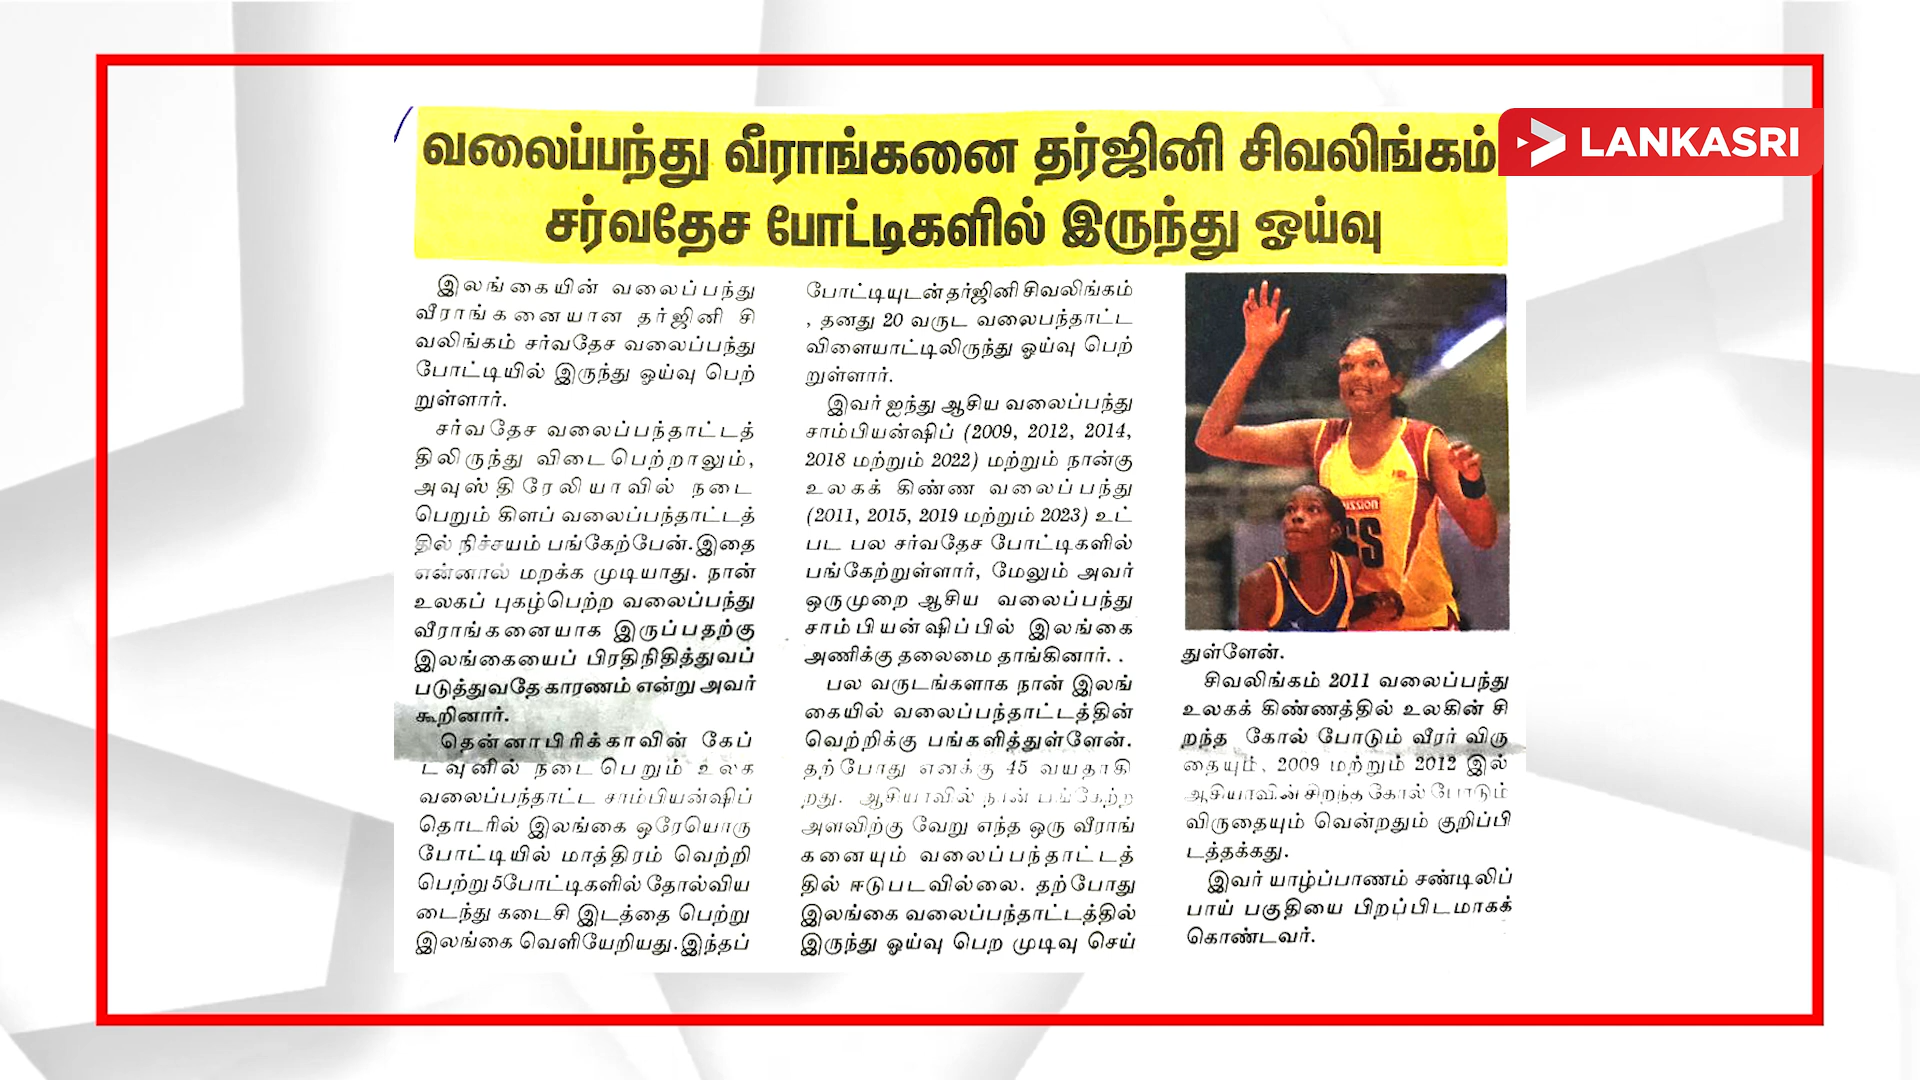 LANKASRI
வலைப்பந்து வீராங்கனை தர்ஜினி சிவலிங்கம்
சர்வதேச போட்டிகளில் இருந்து ஓய்வு
இலங்கையின் வலைப்பந்து
வீராங்கனையான தர்ஜினி சி
வலிங்கம் சர்வதேச வலைப்பந்து
போட்டியில் இருந்து ஓய்வு பெற்
றுள்ளார்.
சர்வதேச வலைப்பந்தாட்டத்
திலிருந்து விடைபெற்றாலும்,
அவுஸ்திரேலியாவில் நடை
பெறும் கிளப் வலைப்பந்தாட்டத்
தில் நிச்சயம் பங்கேற்பேன்.இதை
என்னால் மறக்க முடியாது. நான்
உலகப் புகழ்பெற்ற வலைப்பந்து
வீராங்கனையாக இருப்பதற்கு
இலங்கையைப் பிரதிநிதித்துவப்
படுத்துவதே காரணம் என்று அவர்
கூறினார்.
தென்னாபிரிக்காவின் கேப்
டவுனில் நடைபெறும் உலக
வலைப்பந்தாட்ட சாம்பியன்ஷிப்
தொடரில் இலங்கை ஒரேயொரு
போட்டியில் மாத்திரம் வெற்றி
பெற்று 5போட்டிகளில் தோல்விய
டைந்து கடைசி இடத்தை பெற்று
இலங்கை வெளியேறியது.இந்தப்
போட்டியுடன் தர்ஜினி சிவலிங்கம்
, தனது 20 வருட வலைபந்தாட்ட
விளையாட்டிலிருந்து ஓய்வு பெற்
றுள்ளார்.
இவர் ஐந்து ஆசிய வலைப்பந்து
சாம்பியன்ஷிப் (2009, 2012, 2014,
2018 மற்றும் 2022) மற்றும் நான்கு
உலகக் கிண்ண வலைப்பந்து
(2011, 2015, 2019 மற்றும் 2023) உட்
பட பல சர்வதேச போட்டிகளில்
பங்கேற்றுள்ளார், மேலும் அவர்
ஒருமுறை ஆசிய வலைப்பந்து
சாம்பியன்ஷிப்பில் இலங்கை
அணிக்கு தலைமை தாங்கினார். .
பல வருடங்களாக நான் இலங்
கையில் வலைப்பந்தாட்டத்தின்
வெற்றிக்கு பங்களித்துள்ளேன்.
தற்போது எனக்கு 45 வயதாகி
றது. ஆசியாவில் நான் பங்கேற்ற
அளவிற்கு வேறு எந்த ஒரு வீராங்
கனையும் வலைப்பந்தாட்டத்
தில் ஈடுபடவில்லை. தற்போது
இலங்கை வலைப்பந்தாட்டத்தில்
இருந்து ஓய்வு பெற முடிவு செய்
GS
துள்ளேன்.
சிவலிங்கம் 2011 வலைப்பந்து
உலகக் கிண்ணத்தில் உலகின் சி
றந்த கோல் போடும் வீரர் விரு
தையும், 2009 மற்றும் 2012 இல்
ஆசியாவின் சிறந்த கோல் போடும்
விருதையும் வென்றதும் குறிப்பி
டத்தக்கது.
இவர் யாழ்ப்பாணம் சண்டிலிப்
பாய் பகுதியை பிறப்பிடமாகக்
கொண்டவர்.